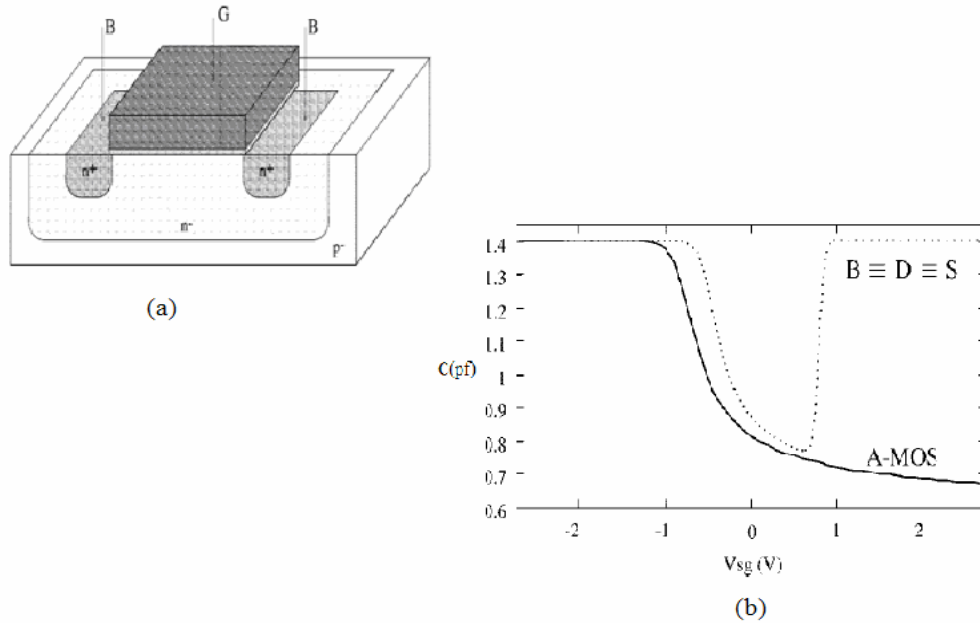 B
G
B
n+
n+
n-
p-
(a)
1.4
1.3
1.2
1.1
1
0.9
0.8
0.7
0.6
C(pf)
B ≡ D ≡ S
A-MOS
-2
-1
0
1
2
Vsg (V)
(b)